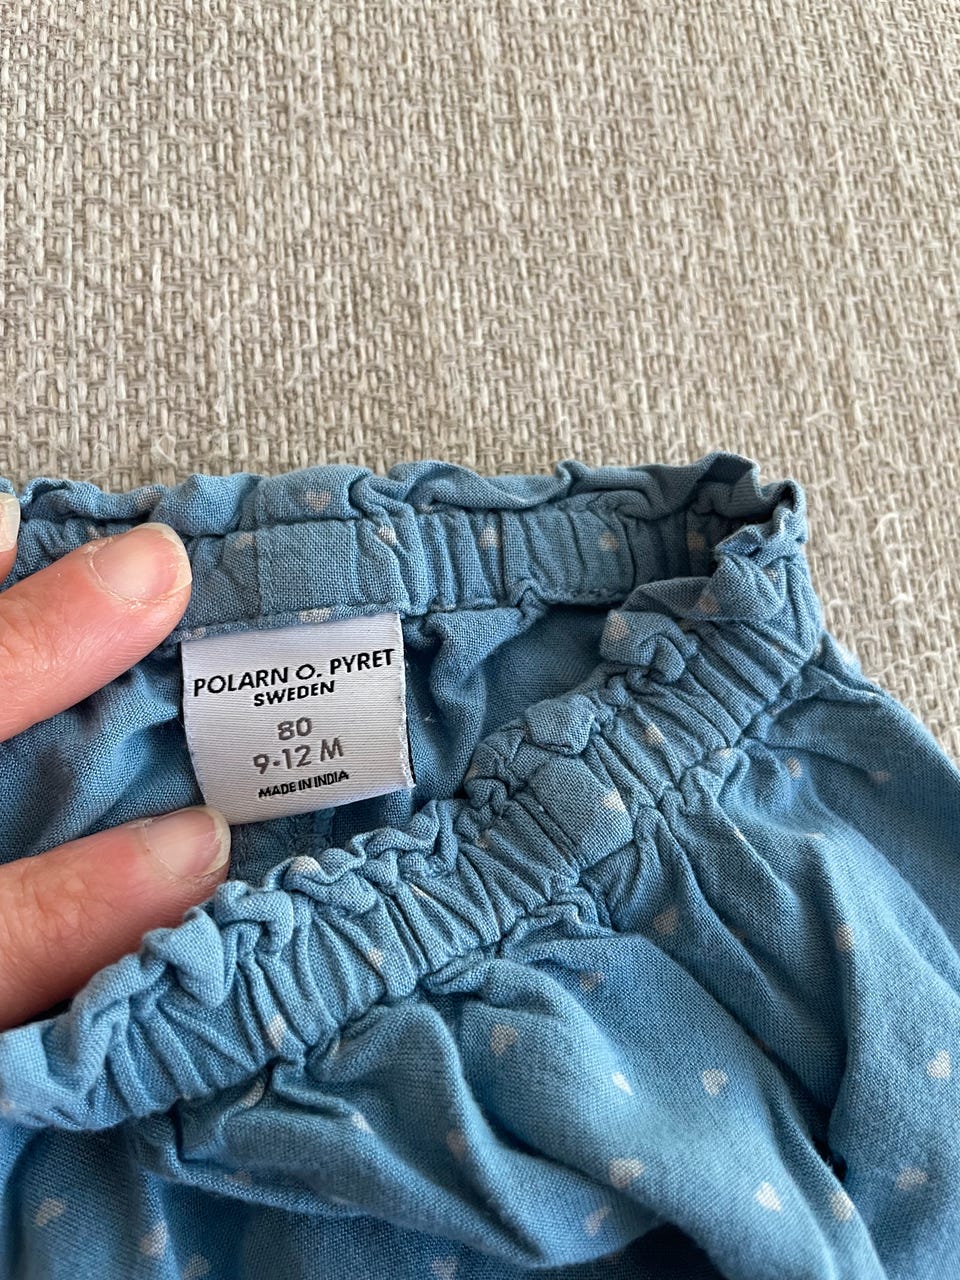 POLARN O. PYRET
SWEDEN
80
9-12 M
MADE IN INDIA